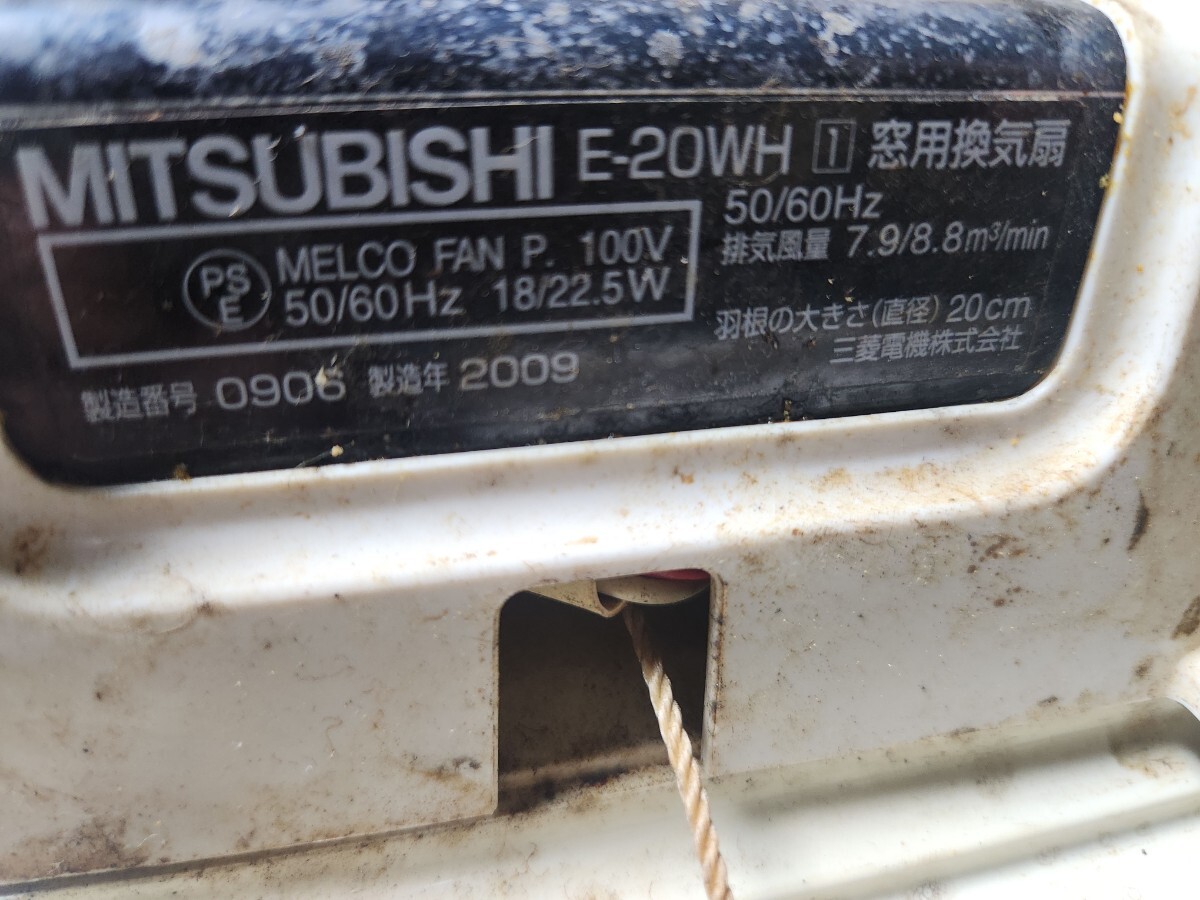 MITSUBISHI E-20WH 1 窓用換気扇
50/60Hz
排気風量 7.9/8.8m³/min
羽根の大きさ(直径) 20cm
三菱電機株式会社
PS E
MELCO FAN P. 100V
50/60Hz 18/22.5W
製造番号 0906 製造年 2009